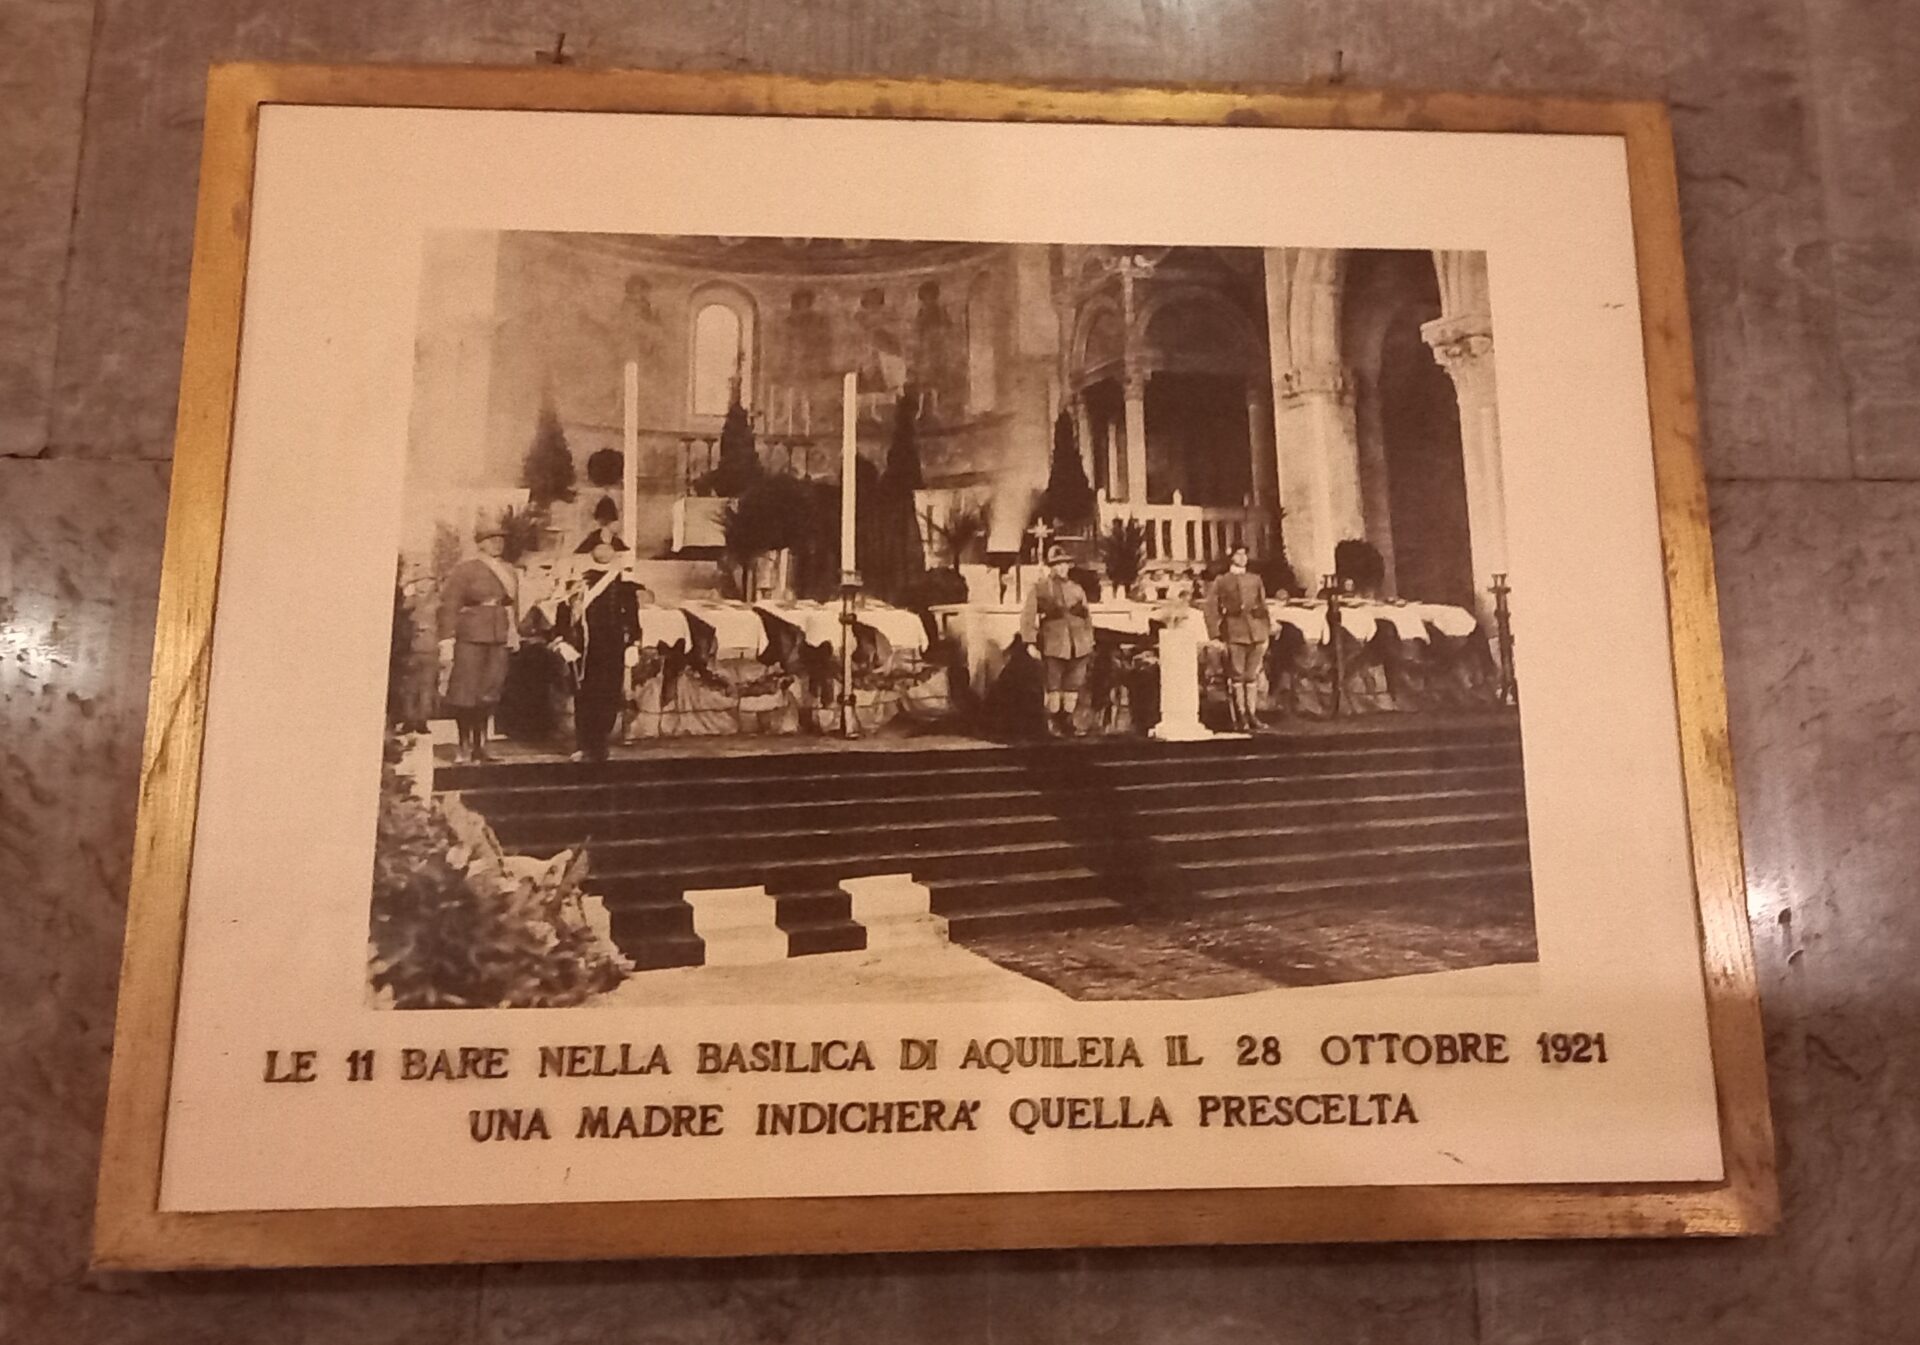 LE 11 BARE NELLA BASILICA DI AQUILEIA IL 28 OTTOBRE 1921
UNA MADRE INDICHERA' QUELLA PRESCELTA